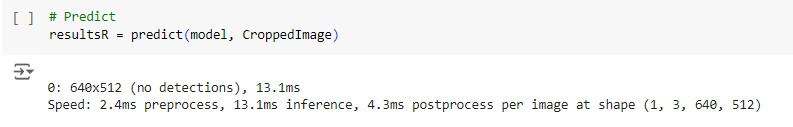 [ ] # Predict
resultsR = predict(model, CroppedImage)
0: 640x512 (no detections), 13.1ms
Speed: 2.4ms preprocess, 13.1ms inference, 4.3ms postprocess per image at shape (1, 3, 640, 512)